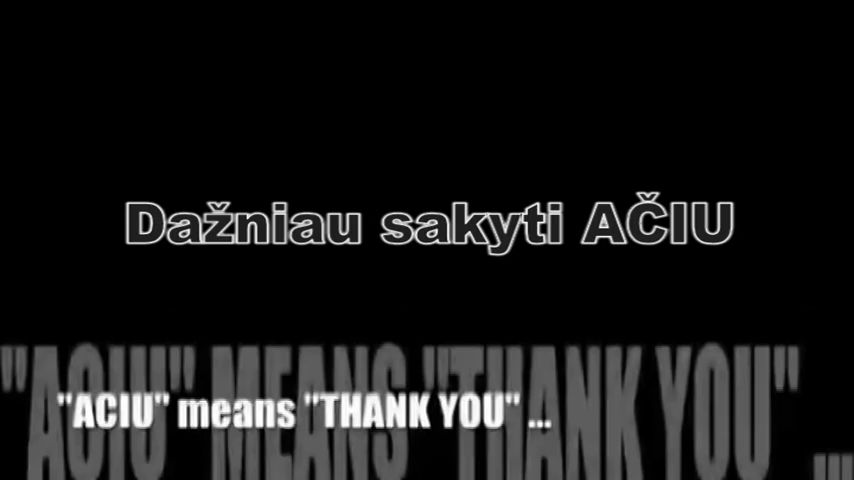 Dažniau sakyti AČIU
"ACIU" MEANS "THANK YOU" ...
"ACIU" means "THANK YOU" ...